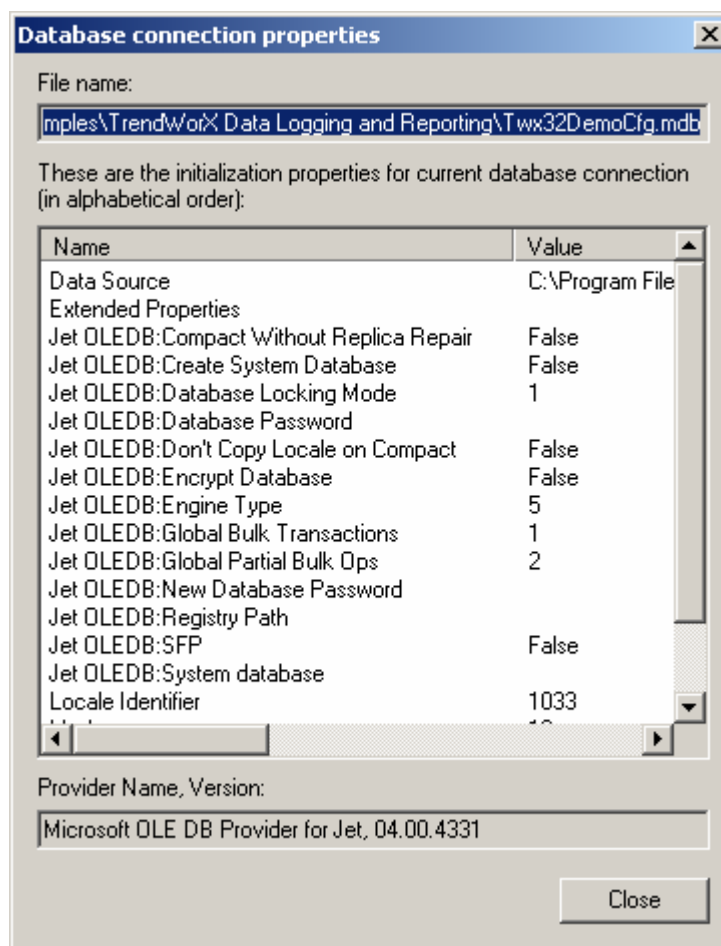 Database connection properties
File name:
mples\TrendWorX Data Logging and Reporting\Twx32DemoCfg.mdb
These are the initialization properties for current database connection
(in alphabetical order):
Name Value
Data Source C:\Program File
Extended Properties
Jet OLEDB:Compact Without Replica Repair False
Jet OLEDB:Create System Database False
Jet OLEDB:Database Locking Mode 1
Jet OLEDB:Database Password
Jet OLEDB:Don't Copy Locale on Compact False
Jet OLEDB:Encrypt Database False
Jet OLEDB:Engine Type 5
Jet OLEDB:Global Bulk Transactions 1
Jet OLEDB:Global Partial Bulk Ops 2
Jet OLEDB:New Database Password
Jet OLEDB:Registry Path
Jet OLEDB:SFP False
Jet OLEDB:System database
Locale Identifier 1033
Provider Name, Version:
Microsoft OLE DB Provider for Jet, 04.00.4331
Close